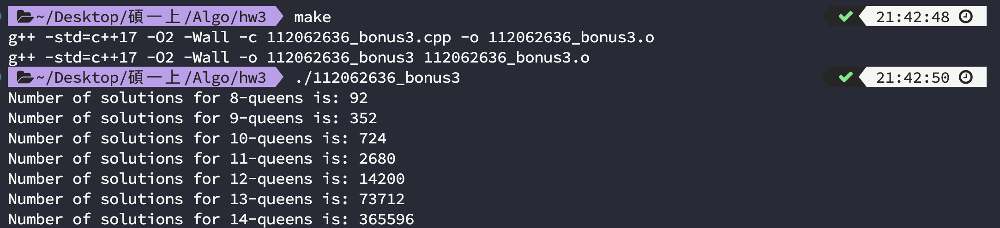 ~/Desktop/碩一上/Algo/hw3 make 21:42:48
g++ -std=c++17 -O2 -Wall -c 112062636_bonus3.cpp -o 112062636_bonus3.o
g++ -std=c++17 -O2 -Wall -o 112062636_bonus3 112062636_bonus3.o
~/Desktop/碩一上/Algo/hw3 ./112062636_bonus3 21:42:50
Number of solutions for 8-queens is: 92
Number of solutions for 9-queens is: 352
Number of solutions for 10-queens is: 724
Number of solutions for 11-queens is: 2680
Number of solutions for 12-queens is: 14200
Number of solutions for 13-queens is: 73712
Number of solutions for 14-queens is: 365596